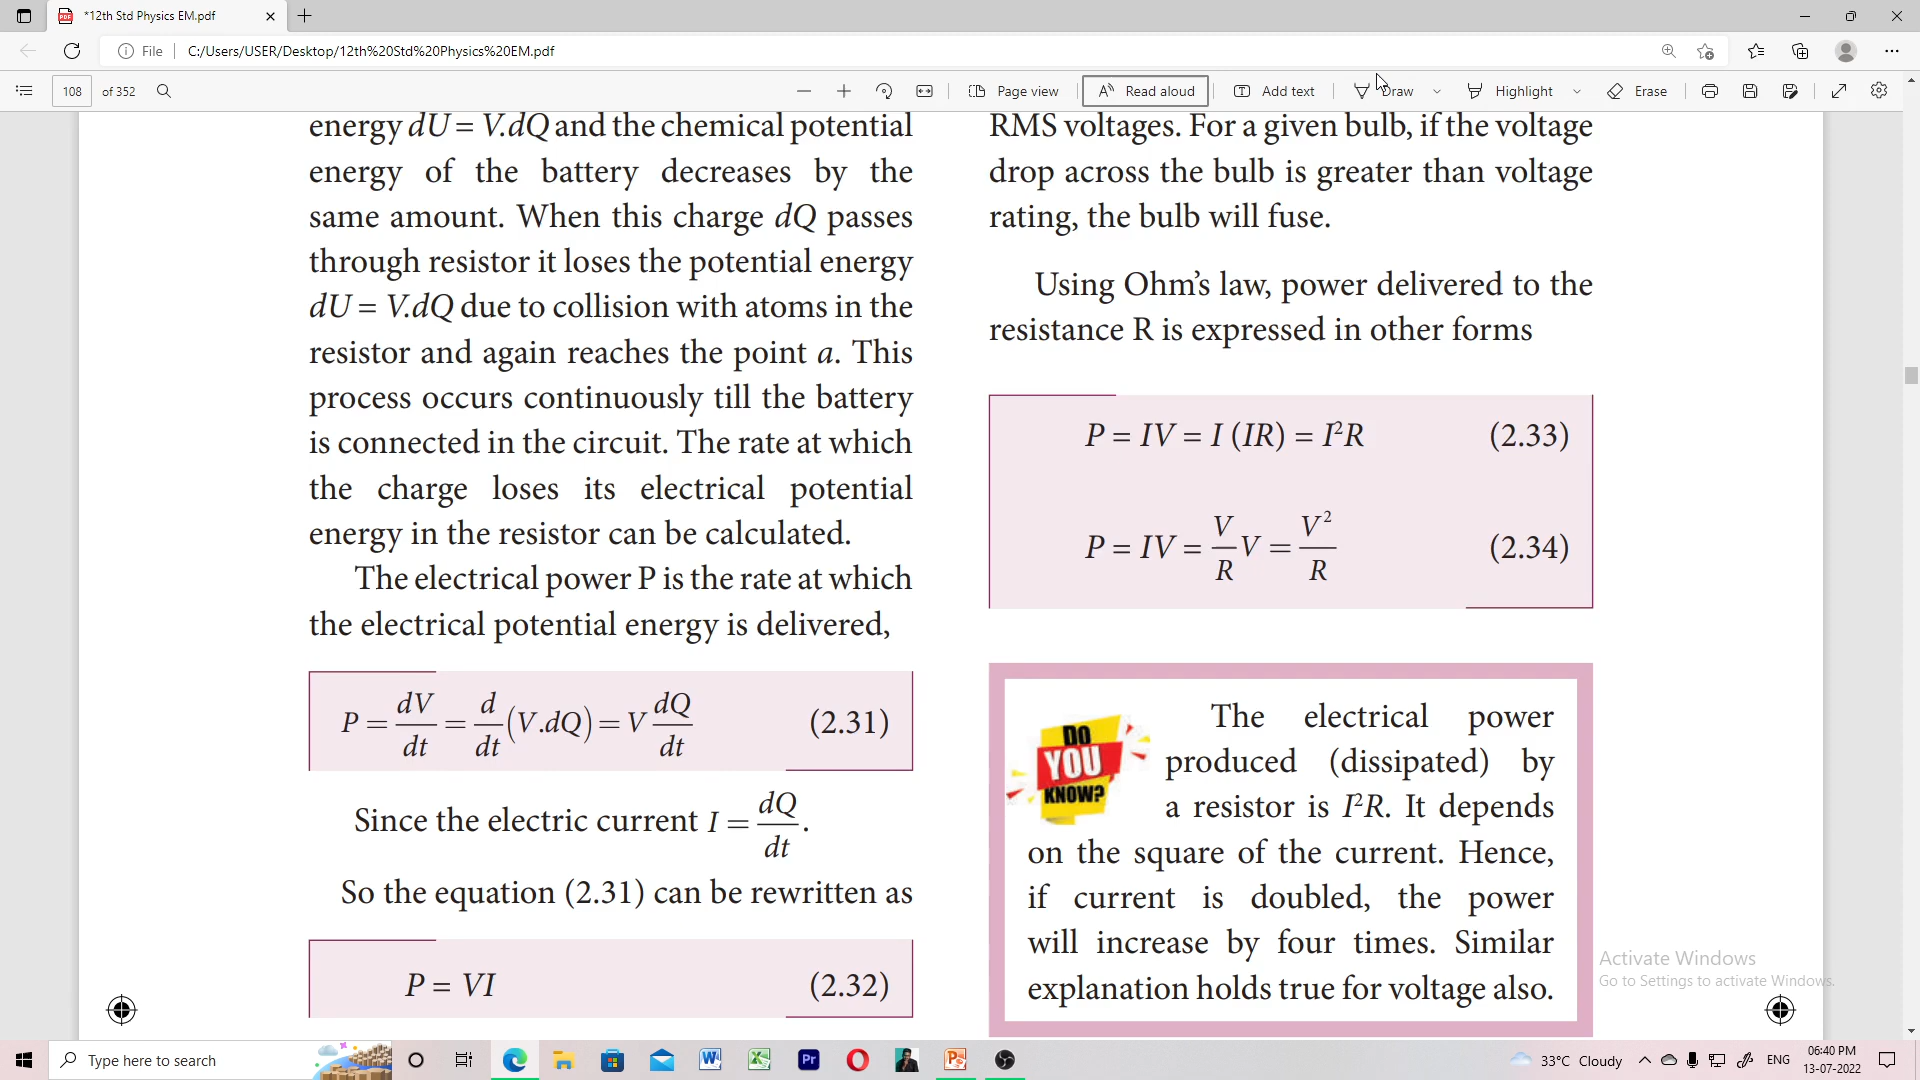 *12th Std Physics EM.pdf
File
C:/Users/USER/Desktop/12th%20Std%20Physics%20EM.pdf
108 of 352
Page view
Read aloud
Add text
Draw
Highlight
Erase
energy dU = V.dQ and the chemical potential
energy of the battery decreases by the
same amount. When this charge dQ passes
through resistor it loses the potential energy
dU = V.dQ due to collision with atoms in the
resistor and again reaches the point a. This
process occurs continuously till the battery
is connected in the circuit. The rate at which
the charge loses its electrical potential
energy in the resistor can be calculated.
The electrical power P is the rate at which
the electrical potential energy is delivered,
P = dV/dt = d/dt (V.dQ) = V dQ/dt (2.31)
Since the electric current I = dQ/dt.
So the equation (2.31) can be rewritten as
P = VI (2.32)
RMS voltages. For a given bulb, if the voltage
drop across the bulb is greater than voltage
rating, the bulb will fuse.
Using Ohm's law, power delivered to the
resistance R is expressed in other forms
P = IV = I (IR) = I²R (2.33)
P = IV = V/R V = V²/R (2.34)
DO
YOU
KNOW?
The electrical power
produced (dissipated) by
a resistor is I²R. It depends
on the square of the current. Hence,
if current is doubled, the power
will increase by four times. Similar
explanation holds true for voltage also.
Activate Windows
Go to Settings to activate Windows.
Type here to search
33°C Cloudy
ENG
06:40 PM
13-07-2022